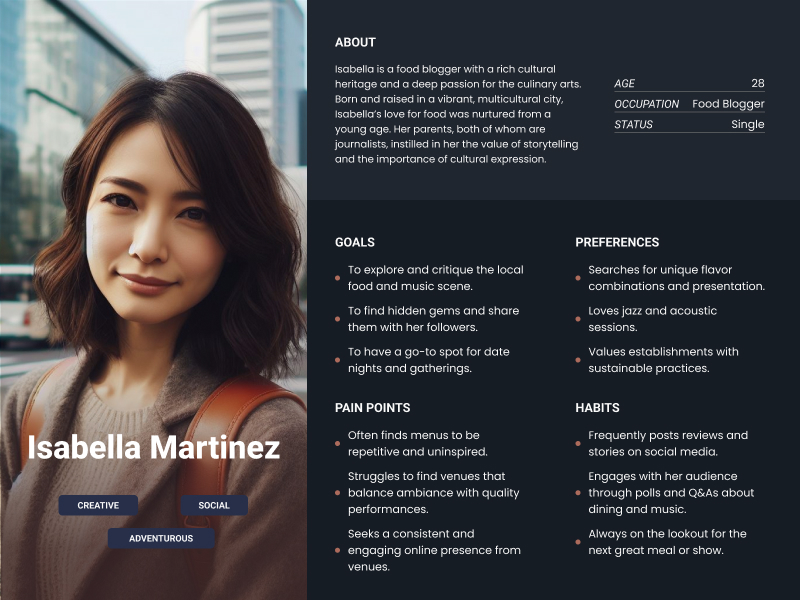 Isabella Martinez
CREATIVE
SOCIAL
ADVENTUROUS
ABOUT
Isabella is a food blogger with a rich cultural
heritage and a deep passion for the culinary arts.
Born and raised in a vibrant, multicultural city,
Isabella's love for food was nurtured from a
young age. Her parents, both of whom are
journalists, instilled in her the value of storytelling
and the importance of cultural expression.
AGE 28
OCCUPATION Food Blogger
STATUS Single
GOALS
To explore and critique the local
food and music scene.
To find hidden gems and share
them with her followers.
To have a go-to spot for date
nights and gatherings.
PREFERENCES
Searches for unique flavor
combinations and presentation.
Loves jazz and acoustic
sessions.
Values establishments with
sustainable practices.
PAIN POINTS
Often finds menus to be
repetitive and uninspired.
Struggles to find venues that
balance ambiance with quality
performances.
Seeks a consistent and
engaging online presence from
venues.
HABITS
Frequently posts reviews and
stories on social media.
Engages with her audience
through polls and Q&As about
dining and music.
Always on the lookout for the
next great meal or show.